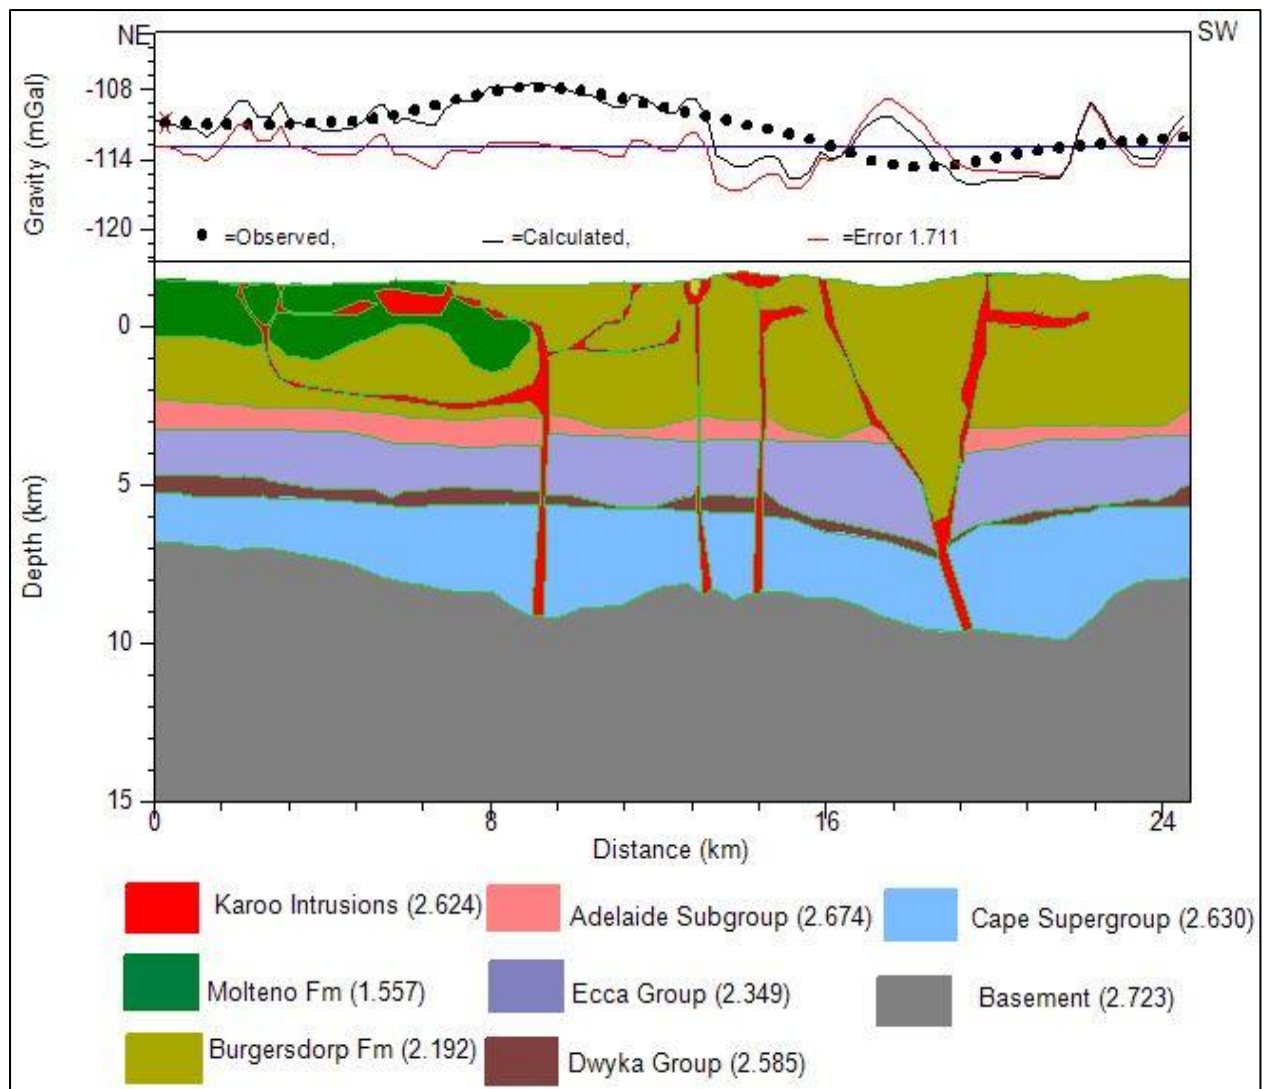 NE
SW
Gravity (mGal)
-108
-114
-120
=Observed,
=Calculated,
=Error 1.711
Depth (km)
0
5
10
15
0
8
16
24
Distance (km)
Karoo Intrusions (2.624)
Adelaide Subgroup (2.674)
Cape Supergroup (2.630)
Molteno Fm (1.557)
Ecca Group (2.349)
Basement (2.723)
Burgersdorp Fm (2.192)
Dwyka Group (2.585)